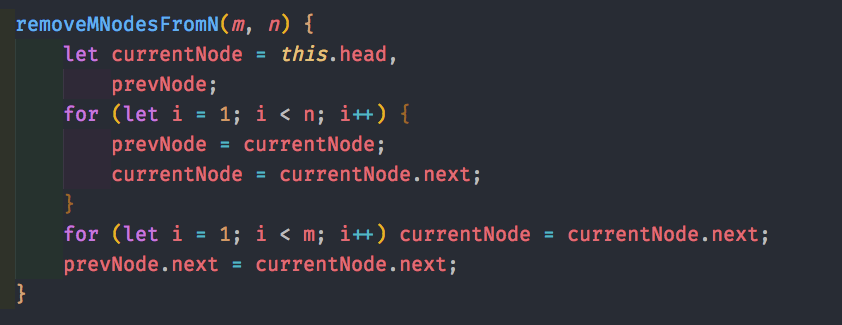 removeMNodesFromN(m, n) {
    let currentNode = this.head,
        prevNode;
    for (let i = 1; i < n; i++) {
        prevNode = currentNode;
        currentNode = currentNode.next;
    }
    for (let i = 1; i < m; i++) currentNode = currentNode.next;
    prevNode.next = currentNode.next;
}